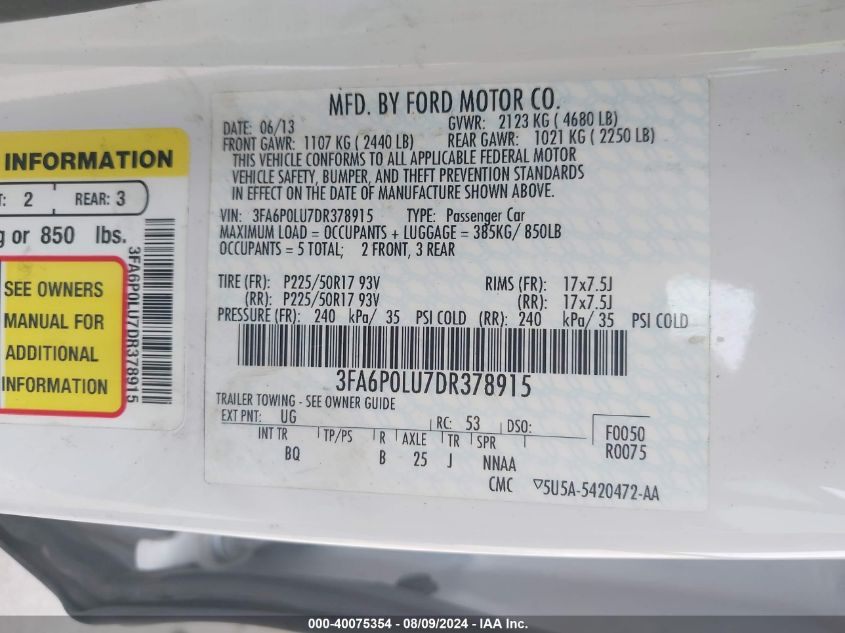 MFD. BY FORD MOTOR CO.
DATE: 06/13
GVWR: 2123 KG ( 4680 LB)
FRONT GAWR: 1107 KG ( 2440 LB)
REAR GAWR: 1021 KG ( 2250 LB)
THIS VEHICLE CONFORMS TO ALL APPLICABLE FEDERAL MOTOR
VEHICLE SAFETY, BUMPER, AND THEFT PREVENTION STANDARDS
IN EFFECT ON THE DATE OF MANUFACTURE SHOWN ABOVE.
VIN: 3FA6P0LU7DR378915 TYPE: Passenger Car
MAXIMUM LOAD = OCCUPANTS + LUGGAGE = 385KG/ 850LB
OCCUPANTS = 5 TOTAL; 2 FRONT, 3 REAR
TIRE (FR): P225/50R17 93V RIMS (FR): 17x7.5J
(RR): P225/50R17 93V (RR): 17x7.5J
PRESSURE (FR): 240 kPa/ 35 PSI COLD (RR): 240 kPa/ 35 PSI COLD
3FA6P0LU7DR378915
TRAILER TOWING - SEE OWNER GUIDE
EXT PNT: UG RC: 53 DSO:
INT TR TP/PS R AXLE TR SPR
BQ B 25 J NNAA
F0050
R0075
CMC ▽5U5A-5420472-AA
INFORMATION
: 2 REAR: 3
or 850 lbs.
SEE OWNERS
MANUAL FOR
ADDITIONAL
INFORMATION
3FA6P0LU7DR378915
000-40075354 - 08/09/2024 - IAA Inc.